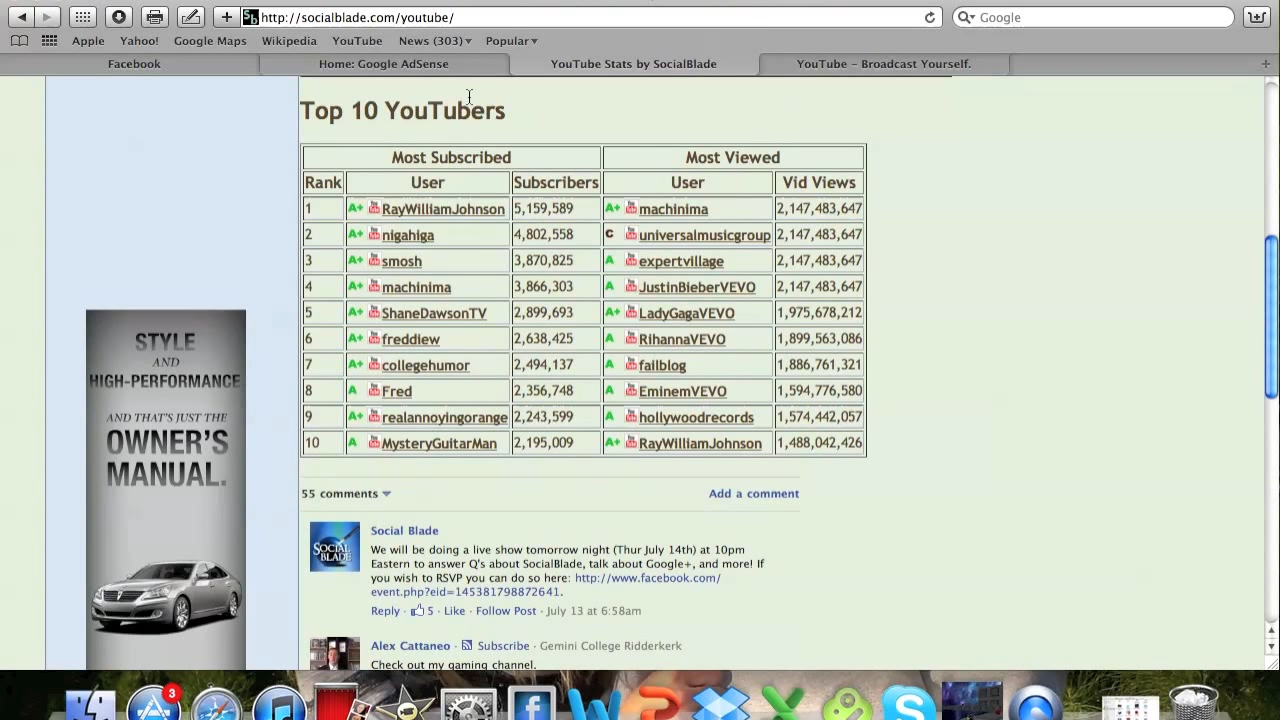 http://socialblade.com/youtube/
Google
Apple Yahoo! Google Maps Wikipedia YouTube News (303) Popular
Facebook Home: Google AdSense YouTube Stats by SocialBlade YouTube - Broadcast Yourself.
Top 10 YouTubers
Most Subscribed Most Viewed
Rank User Subscribers User Vid Views
1 A+ RayWilliamJohnson 5,159,589 A+ machinima 2,147,483,647
2 A+ nigahiga 4,802,558 C universalmusicgroup 2,147,483,647
3 A+ smosh 3,870,825 A expertvillage 2,147,483,647
4 A+ machinima 3,866,303 A JustinBieberVEVO 2,147,483,647
5 A+ ShaneDawsonTV 2,899,693 A+ LadyGagaVEVO 1,975,678,212
6 A+ freddiew 2,638,425 A RihannaVEVO 1,899,563,086
7 A+ collegehumor 2,494,137 A failblog 1,886,761,321
8 A Fred 2,356,748 A EminemVEVO 1,594,776,580
9 A+ realannoyingorange 2,243,599 A hollywoodrecords 1,574,442,057
10 A MysteryGuitarMan 2,195,009 A+ RayWilliamJohnson 1,488,042,426
STYLE
AND
HIGH-PERFORMANCE
AND THAT'S JUST THE
OWNER'S
MANUAL.
55 comments Add a comment
SOCIAL
BLADE
Social Blade
We will be doing a live show tomorrow night (Thur July 14th) at 10pm
Eastern to answer Q's about SocialBlade, talk about Google+, and more! If
you wish to RSVP you can do so here: http://www.facebook.com/
event.php?eid=145381798872641.
Reply · 5 · Like · Follow Post · July 13 at 6:58am
Alex Cattaneo · Subscribe · Gemini College Ridderkerk
Check out my gaming channel.
3